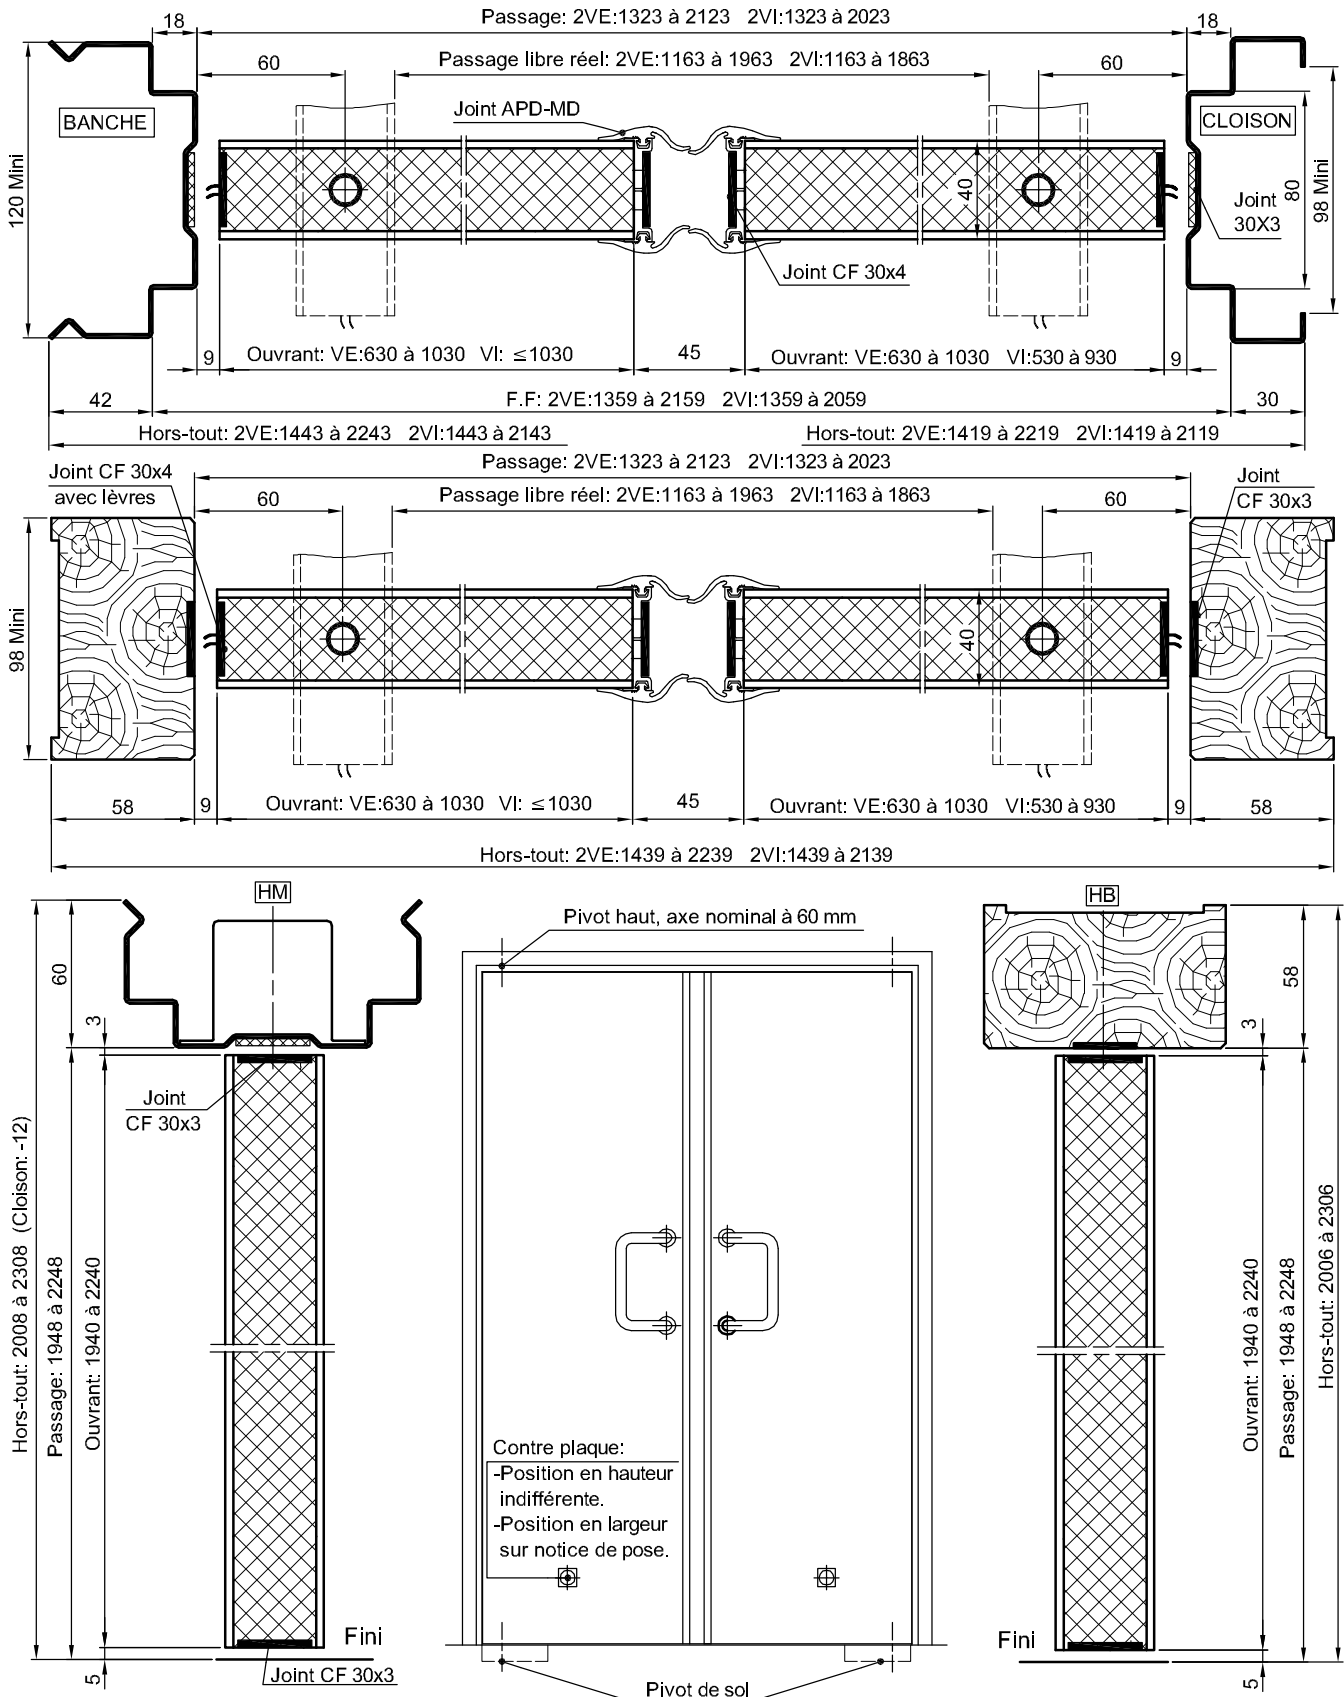 18
Passage: 2VE:1323 à 2123 2VI:1323 à 2023
18
60
Passage libre réel: 2VE:1163 à 1963 2VI:1163 à 1863
60
Joint APD-MD
BANCHE
CLOISON
120 Mini
40
80
98 Mini
Joint
30X3
Joint CF 30x4
9
Ouvrant: VE:630 à 1030 VI: ≤1030
45
Ouvrant: VE:630 à 1030 VI:530 à 930
9
42
F.F: 2VE:1359 à 2159 2VI:1359 à 2059
30
Hors-tout: 2VE:1443 à 2243 2VI:1443 à 2143
Hors-tout: 2VE:1419 à 2219 2VI:1419 à 2119
Joint CF 30x4
avec lèvres
Passage: 2VE:1323 à 2123 2VI:1323 à 2023
Joint
CF 30x3
60
Passage libre réel: 2VE:1163 à 1963 2VI:1163 à 1863
60
98 Mini
40
58
9
Ouvrant: VE:630 à 1030 VI: ≤1030
45
Ouvrant: VE:630 à 1030 VI:530 à 930
9
58
Hors-tout: 2VE:1439 à 2239 2VI:1439 à 2139
HM
HB
Pivot haut, axe nominal à 60 mm
60
58
3
3
Joint
CF 30x3
Hors-tout: 2008 à 2308 (Cloison: -12)
Passage: 1948 à 2248
Ouvrant: 1940 à 2240
Ouvrant: 1940 à 2240
Passage: 1948 à 2248
Hors-tout: 2006 à 2306
Contre plaque:
-Position en hauteur
indifférente.
-Position en largeur
sur notice de pose.
Fini
Fini
5
Joint CF 30x3
5
Pivot de sol